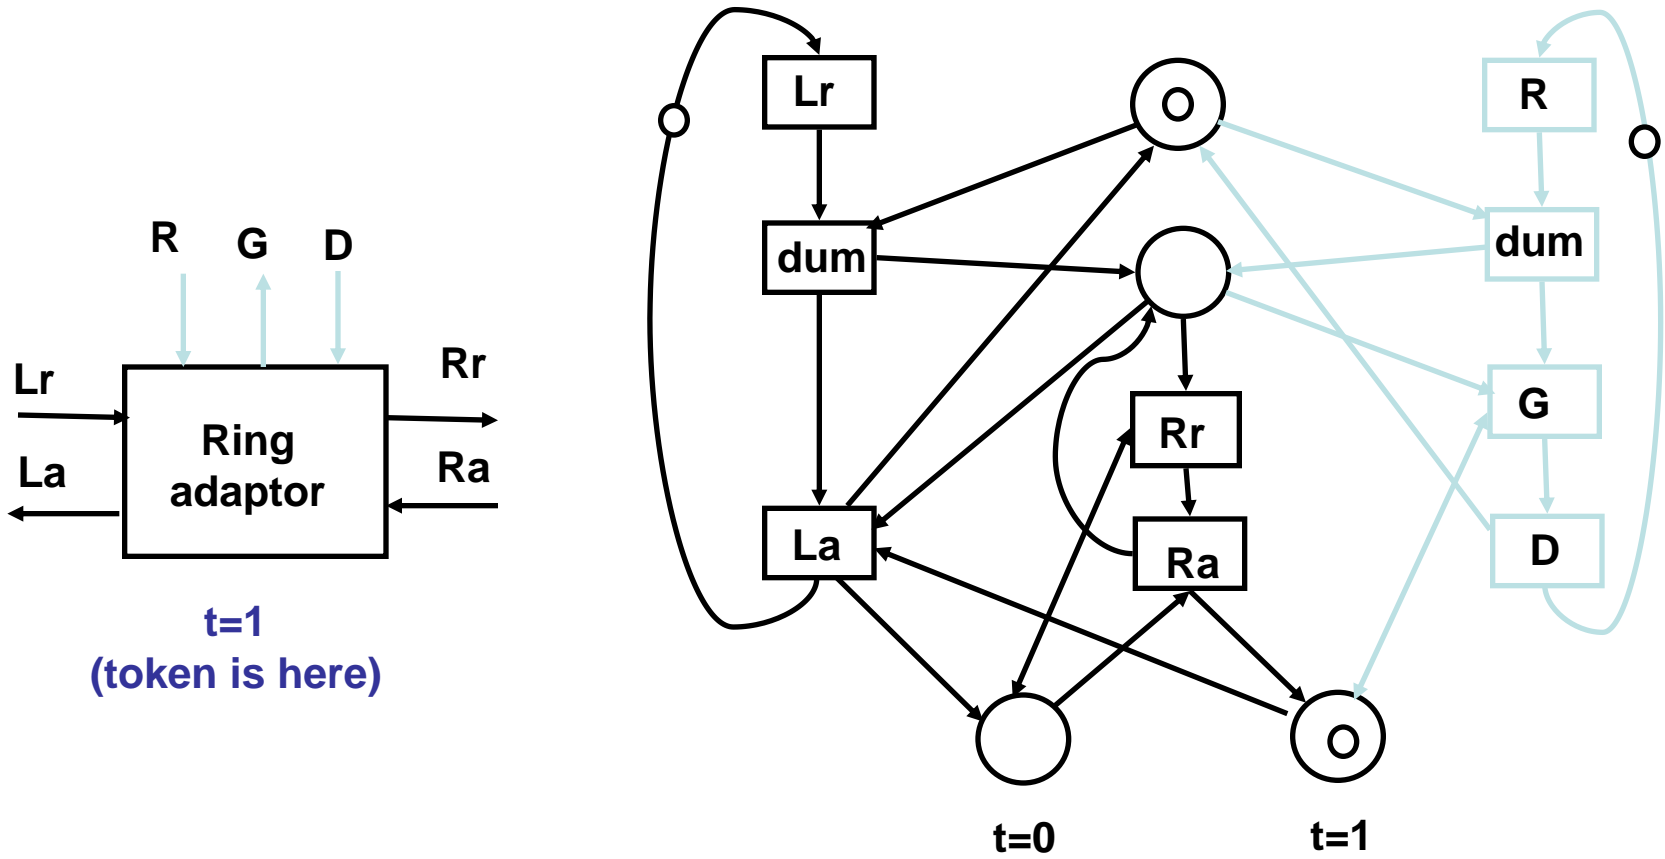 R
G
D
Lr
La
Rr
Ra
Ring
adaptor
t=1
(token is here)
Lr
dum
La
Rr
Ra
R
dum
G
D
t=0
t=1